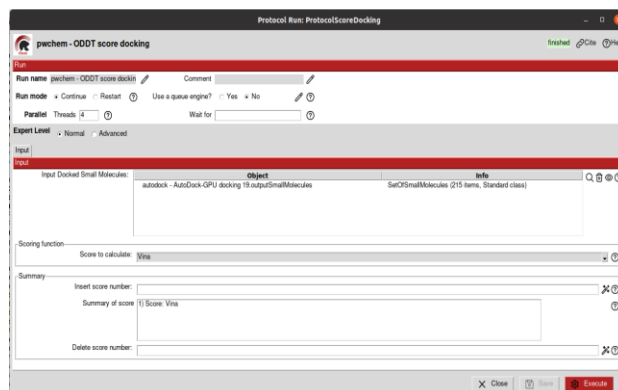 Protocol Run: ProtocolScoreDocking
pwchem - ODDT score docking
finished Cite He
Run
Run name pwchem - ODDT score dockin Comment
Run mode Continue Restart Use a queue engine? Yes No
Parallel Threads 4 Wait for
Expert Level Normal Advanced
Input
Input
Input Docked Small Molecules: Object Info
autodock - AutoDock-GPU docking 19.outputSmallMolecules SetOfSmallMolecules (215 items, Standard class)
Scoring function
Score to calculate: Vina
Summary
Insert score number:
Summary of score 1) Score: Vina
Delete score number:
Close Save Execute